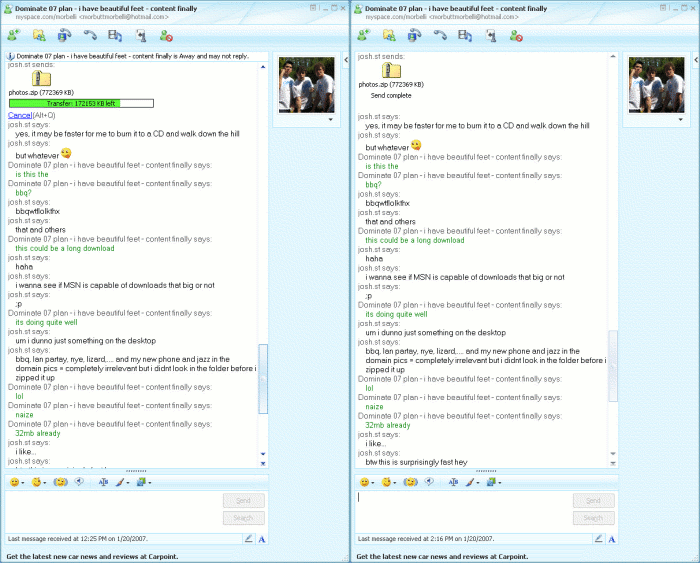 Dominate 07 plan - i have beautiful feet - content finally
myspace.com/morbelli <morbuttmorbelli@hotmail.com>
Dominate 07 plan - i have beautiful feet - content finally is Away and may not reply.
josh.st sends:
photos.zip (772369 KB)
Transfer: 172153 KB left
Cancel(Alt+Q)
josh.st says:
yes, it may be faster for me to burn it to a CD and walk down the hill
josh.st says:
but whatever
Dominate 07 plan - i have beautiful feet - content finally says:
is this the
Dominate 07 plan - i have beautiful feet - content finally says:
bbq?
josh.st says:
bbqwtflolkthx
josh.st says:
that and others
Dominate 07 plan - i have beautiful feet - content finally says:
this could be a long download
josh.st says:
haha
josh.st says:
i wanna see if MSN is capable of downloads that big or not
josh.st says:
;p
Dominate 07 plan - i have beautiful feet - content finally says:
its doing quite well
josh.st says:
um i dunno just something on the desktop
josh.st says:
bbq, lan partay, nye, lizard,.... and my new phone and jazz in the
domain pics = completely irrelevant but i didnt look in the folder before i
zipped it up
Dominate 07 plan - i have beautiful feet - content finally says:
lol
Dominate 07 plan - i have beautiful feet - content finally says:
naize
Dominate 07 plan - i have beautiful feet - content finally says:
32mb already
josh.st says:
i like...
josh.st says:
Send
Search
Last message received at 12:25 PM on 1/20/2007.
Get the latest new car news and reviews at Carpoint.
Dominate 07 plan - i have beautiful feet - content finally
myspace.com/morbelli <morbuttmorbelli@hotmail.com>
josh.st sends:
photos.zip (772369 KB)
Send complete
josh.st says:
yes, it may be faster for me to burn it to a CD and walk down the hill
josh.st says:
but whatever
Dominate 07 plan - i have beautiful feet - content finally says:
is this the
Dominate 07 plan - i have beautiful feet - content finally says:
bbq?
josh.st says:
bbqwtflolkthx
josh.st says:
that and others
Dominate 07 plan - i have beautiful feet - content finally says:
this could be a long download
josh.st says:
haha
josh.st says:
i wanna see if MSN is capable of downloads that big or not
josh.st says:
;p
Dominate 07 plan - i have beautiful feet - content finally says:
its doing quite well
josh.st says:
um i dunno just something on the desktop
josh.st says:
bbq, lan partay, nye, lizard,.... and my new phone and jazz in the
domain pics = completely irrelevant but i didnt look in the folder before i
zipped it up
Dominate 07 plan - i have beautiful feet - content finally says:
lol
Dominate 07 plan - i have beautiful feet - content finally says:
naize
Dominate 07 plan - i have beautiful feet - content finally says:
32mb already
josh.st says:
i like...
josh.st says:
btw this is surprisingly fast hey
Send
Search
Last message received at 2:16 PM on 1/20/2007.
Get the latest new car news and reviews at Carpoint.